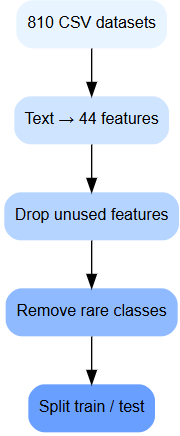 810 CSV datasets
Text → 44 features
Drop unused features
Remove rare classes
Split train / test